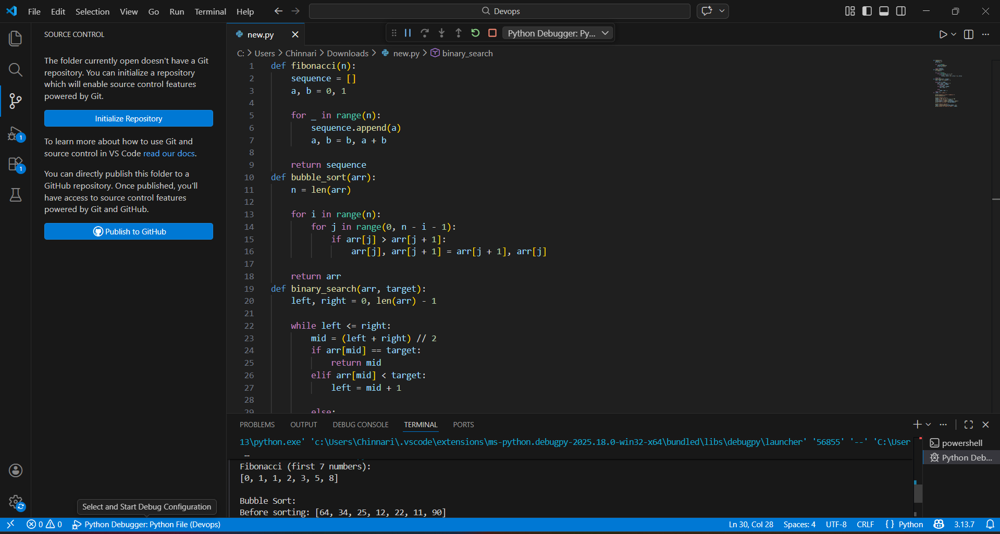 File Edit Selection View Go Run Terminal Help
Devops
SOURCE CONTROL
The folder currently open doesn't have a Git
repository. You can initialize a repository
which will enable source control features
powered by Git.
Initialize Repository
To learn more about how to use Git and
source control in VS Code read our docs.
You can directly publish this folder to a
GitHub repository. Once published, you'll
have access to source control features
powered by Git and GitHub.
Publish to GitHub
1
1
new.py
Python Debugger: Py...
C: > Users > Chinnari > Downloads > new.py > binary_search
1 def fibonacci(n):
2     sequence = []
3     a, b = 0, 1
4
5     for _ in range(n):
6         sequence.append(a)
7         a, b = b, a + b
8
9     return sequence
10 def bubble_sort(arr):
11     n = len(arr)
12
13     for i in range(n):
14         for j in range(0, n - i - 1):
15             if arr[j] > arr[j + 1]:
16                 arr[j], arr[j + 1] = arr[j + 1], arr[j]
17
18     return arr
19 def binary_search(arr, target):
20     left, right = 0, len(arr) - 1
21
22     while left <= right:
23         mid = (left + right) // 2
24         if arr[mid] == target:
25             return mid
26         elif arr[mid] < target:
27             left = mid + 1
28
29         else:
PROBLEMS OUTPUT DEBUG CONSOLE TERMINAL PORTS
13\python.exe' 'c:\Users\Chinnari\.vscode\extensions\ms-python.debugpy-2025.18.0-win32-x64\bundled\libs\debugpy\launcher' '56855' '--' 'C:\User
...
Fibonacci (first 7 numbers):
[0, 1, 1, 2, 3, 5, 8]
Bubble Sort:
Before sorting: [64, 34, 25, 12, 22, 11, 90]
powershell
Python Deb...
Select and Start Debug Configuration
0 0 Python Debugger: Python File (Devops)
Ln 30, Col 28 Spaces: 4 UTF-8 CRLF { } Python 3.13.7